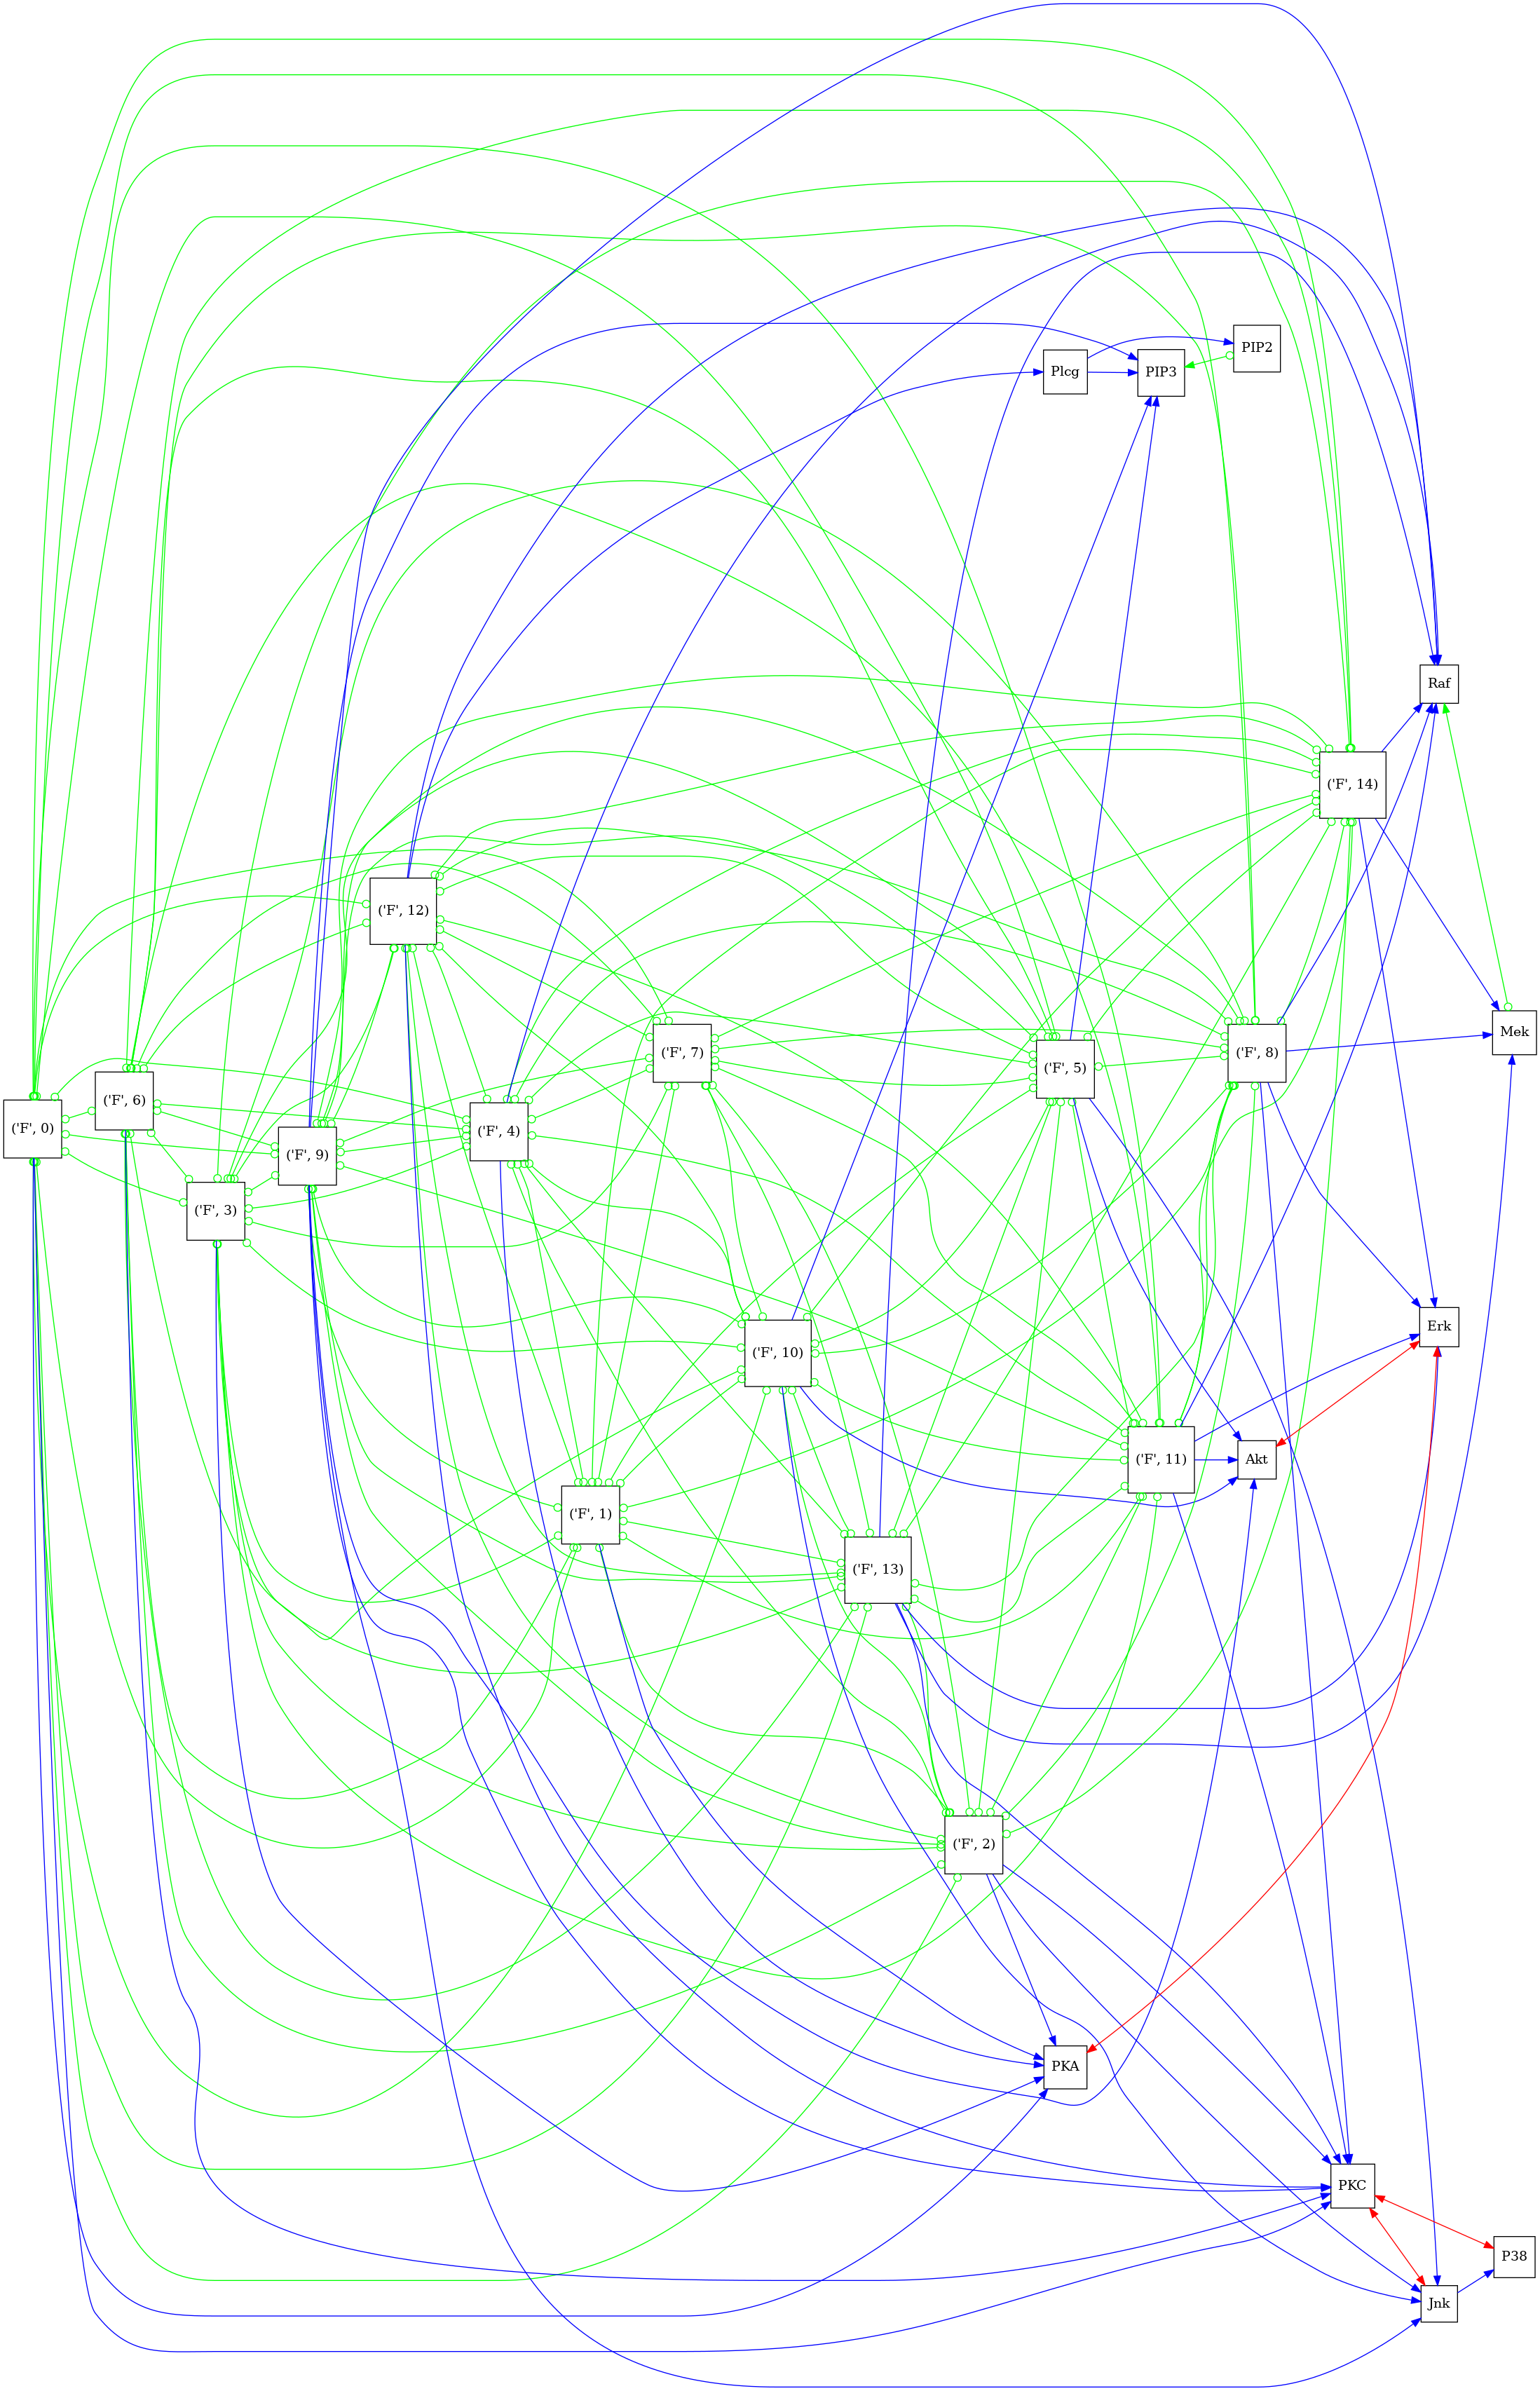 PIP2
Plcg
PIP3
Raf
('F', 14)
('F', 12)
Mek
('F', 7)
('F', 8)
('F', 5)
('F', 6)
('F', 0)
('F', 4)
('F', 9)
('F', 3)
Erk
('F', 10)
('F', 11)
Akt
('F', 1)
('F', 13)
('F', 2)
PKA
PKC
P38
Jnk